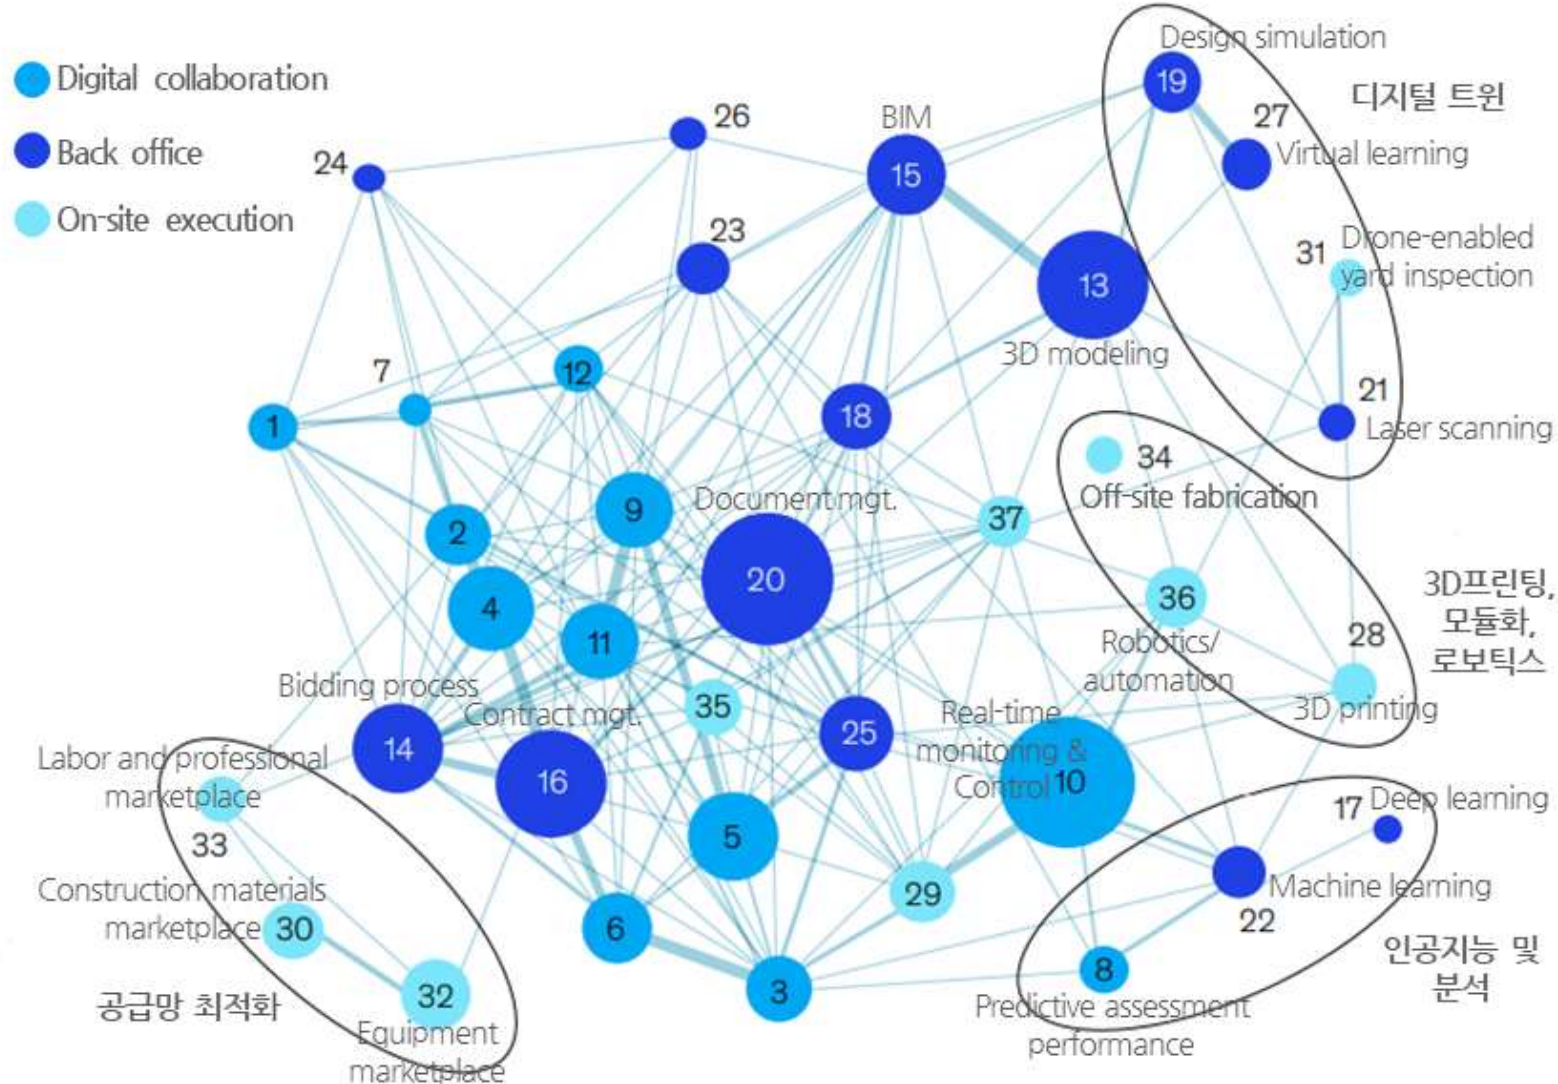 Digital collaboration
Back office
On-site execution
Design simulation
19
디지털 트윈
27
Virtual learning
26
BIM
15
24
23
31
Drone-enabled
yard inspection
13
3D modeling
7
12
1
18
21
Laser scanning
34
Off-site fabrication
9
Document mgt.
37
2
20
4
11
36
Robotics/
automation
3D프린팅,
모듈화,
로보틱스
28
3D printing
Bidding process
Contract mgt.
35
14
16
25
Real-time
monitoring &
Control
10
Labor and professional
marketplace
33
5
17
Deep learning
Machine learning
22
29
Construction materials
marketplace
30
6
인공지능 및
분석
8
3
Predictive assessment
performance
32
공급망 최적화
Equipment
marketplace